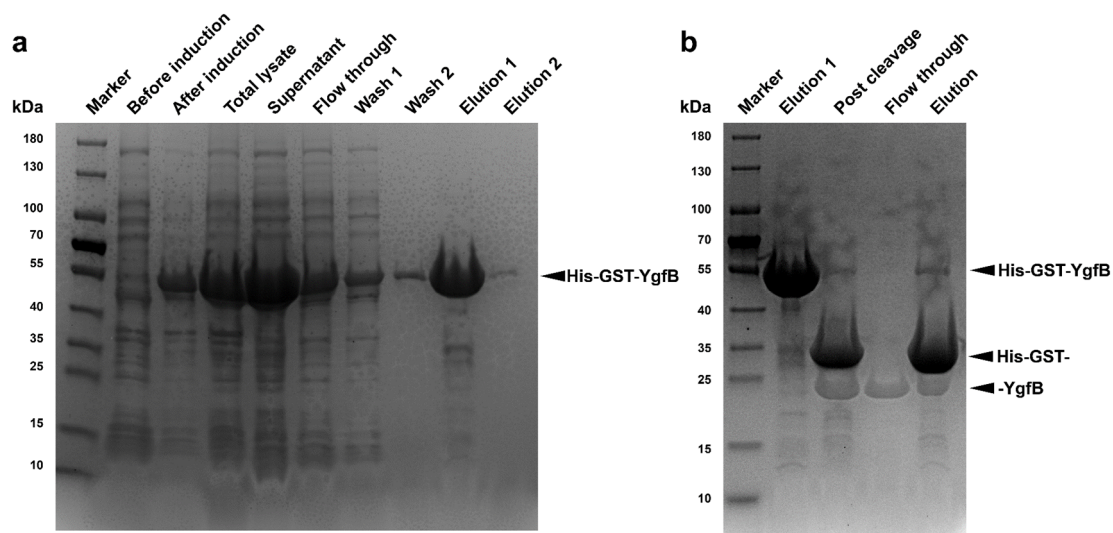 a
kDa
Marker
Before induction
After induction
Total lysate
Supernatant
Flow through
Wash 1
Wash 2
Elution 1
Elution 2
180
130
100
70
55
40
35
25
15
10
His-GST-YgfB
b
kDa
Marker
Elution 1
Post cleavage
Flow through
Elution
180
130
100
70
55
40
35
25
15
10
His-GST-YgfB
His-GST-
-YgfB